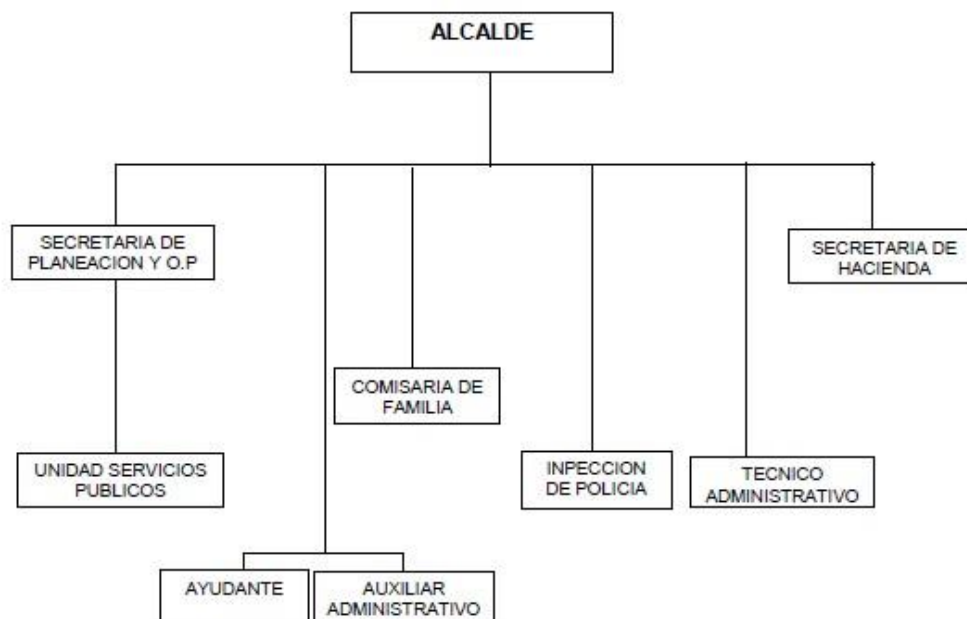 ALCALDE
SECRETARIA DE
PLANEACION Y O.P
SECRETARIA DE
HACIENDA
COMISARIA DE
FAMILIA
UNIDAD SERVICIOS
PUBLICOS
INPECCION
DE POLICIA
TECNICO
ADMINISTRATIVO
AYUDANTE
AUXILIAR
ADMINISTRATIVO